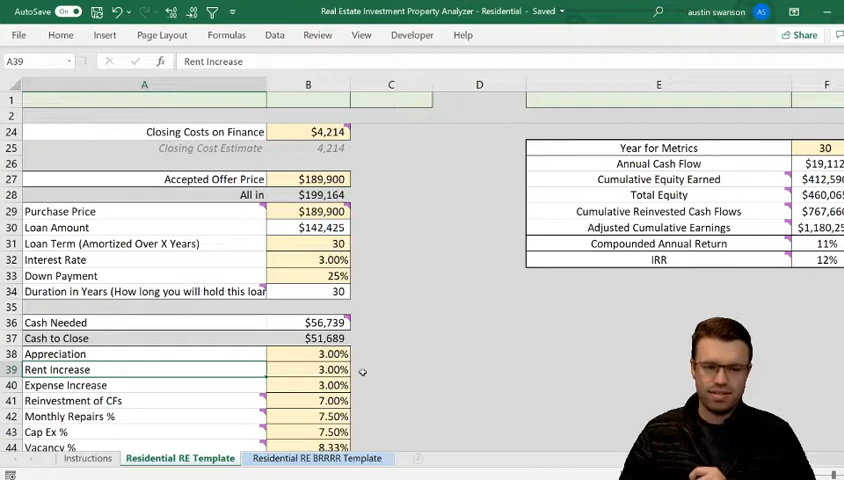 AutoSave On Real Estate Investment Property Analyzer - Residential - Saved austin swanson AS
File Home Insert Page Layout Formulas Data Review View Developer Help Share
A39 fx Rent Increase
A B C D E F
1
2
24 Closing Costs on Finance $4,214
25 Closing Cost Estimate 4,214 Year for Metrics 30
26 Annual Cash Flow $19,112
27 Accepted Offer Price $189,900 Cumulative Equity Earned $412,590
28 All in $199,164 Total Equity $460,065
29 Purchase Price $189,900 Cumulative Reinvested Cash Flows $767,660
30 Loan Amount $142,425 Adjusted Cumulative Earnings $1,180,25
31 Loan Term (Amortized Over X Years) 30 Compounded Annual Return 11%
32 Interest Rate 3.00% IRR 12%
33 Down Payment 25%
34 Duration in Years (How long you will hold this loan 30
35
36 Cash Needed $56,739
37 Cash to Close $51,689
38 Appreciation 3.00%
39 Rent Increase 3.00%
40 Expense Increase 3.00%
41 Reinvestment of CFs 7.00%
42 Monthly Repairs % 7.50%
43 Cap Ex % 7.50%
44 Vacancy % 8.33%
Instructions Residential RE Template Residential RE BRRRR Template